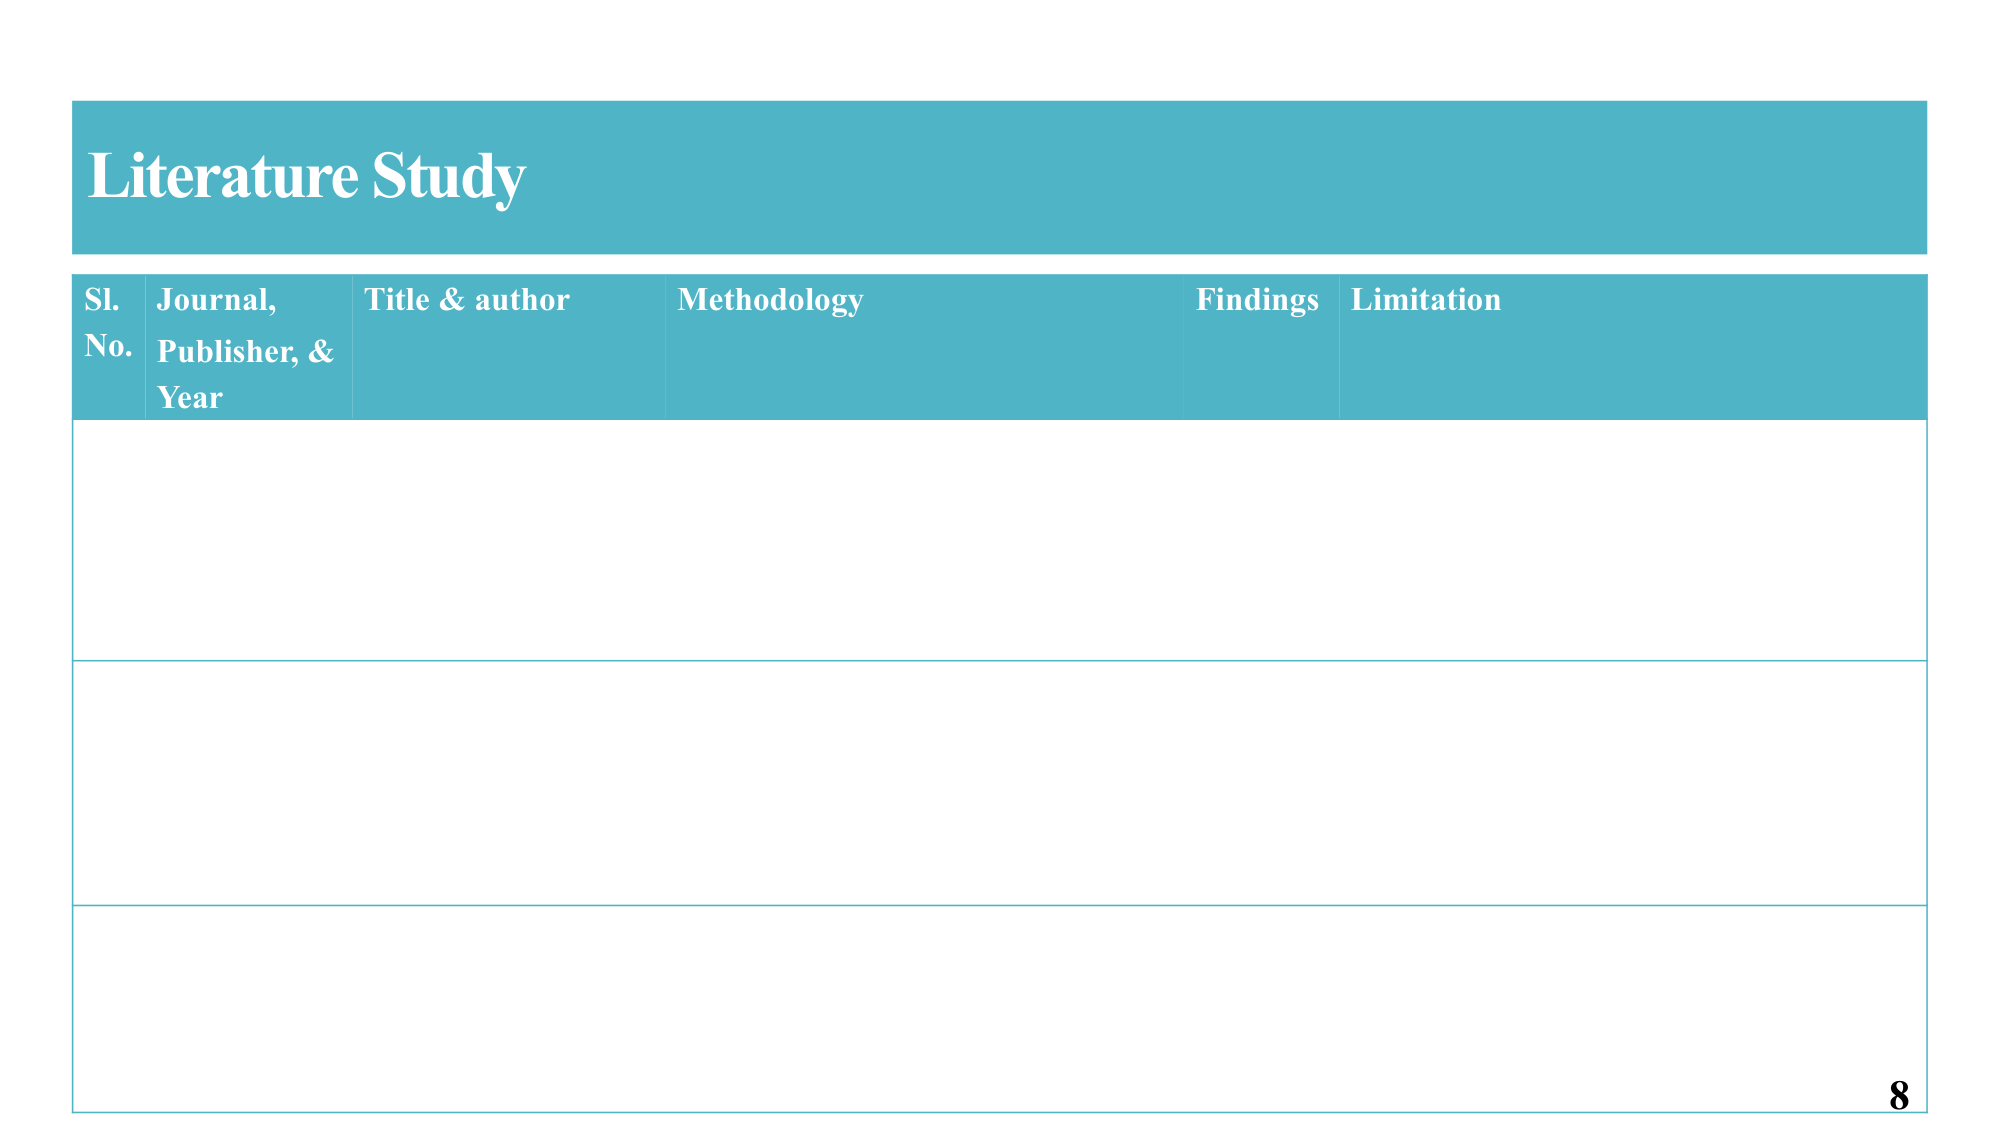 Literature Study
Sl.
No.
Journal,
Publisher, &
Year
Title & author
Methodology
Findings
Limitation
8